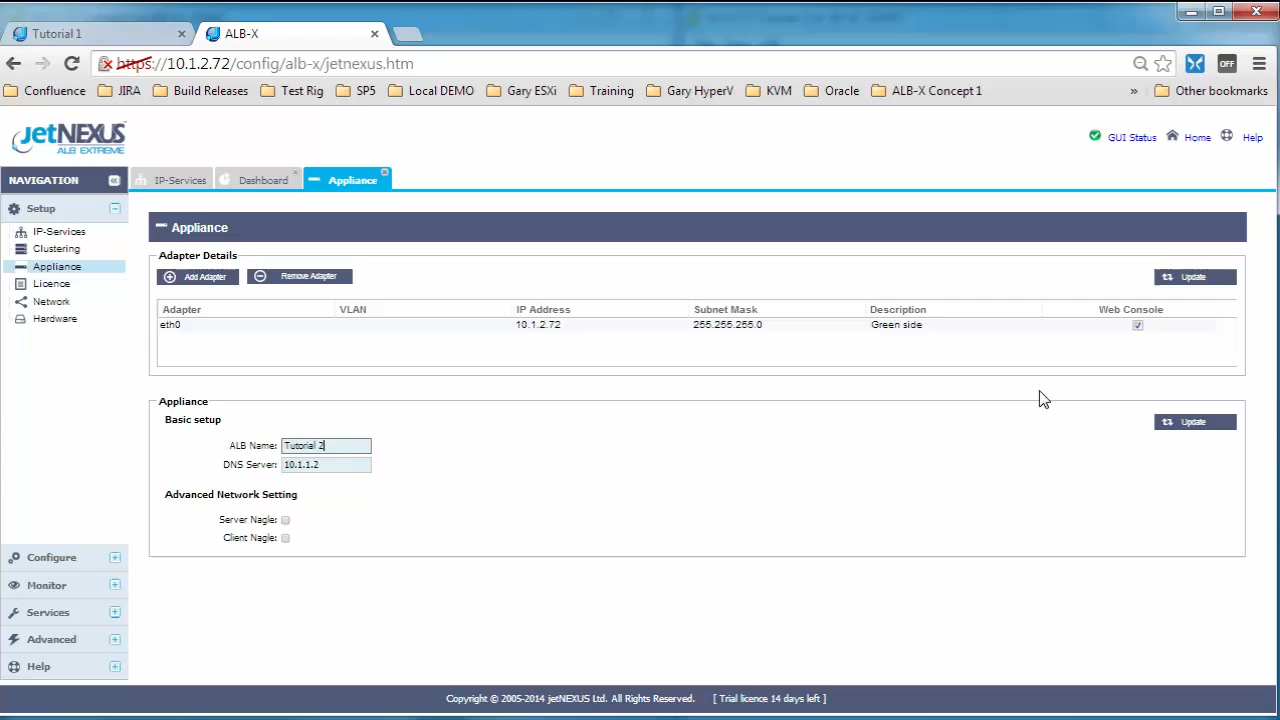 Tutorial 1
ALB-X
https://10.1.2.72/config/alb-x/jetnexus.htm
OFF
Confluence JIRA Build Releases Test Rig SP5 Local DEMO Gary ESXi Training Gary HyperV KVM Oracle ALB-X Concept 1 » Other bookmarks
jetNEXUS
ALB EXTREME
GUI Status Home Help
NAVIGATION
IP-Services Dashboard Appliance
Setup
IP-Services
Clustering
Appliance
Licence
Network
Hardware
Configure
Monitor
Services
Advanced
Help
Appliance
Adapter Details
Add Adapter Remove Adapter Update
Adapter VLAN IP Address Subnet Mask Description Web Console
eth0 10.1.2.72 255.255.255.0 Green side
Appliance
Basic setup
Update
ALB Name: Tutorial 2
DNS Server: 10.1.1.2
Advanced Network Setting
Server Nagle:
Client Nagle:
Copyright © 2005-2014 jetNEXUS Ltd. All Rights Reserved. [ Trial licence 14 days left ]